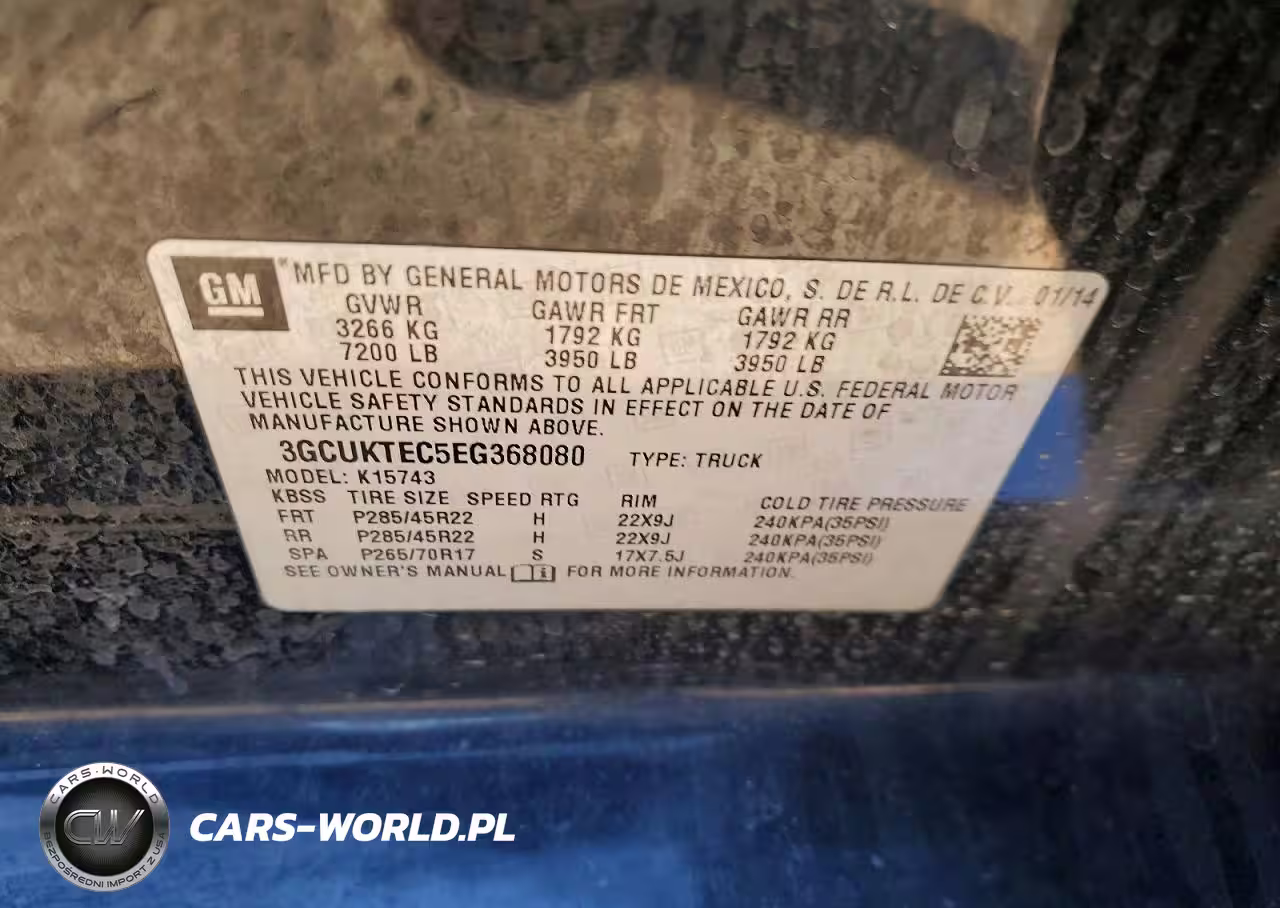 GM
MFD BY GENERAL MOTORS DE MEXICO, S. DE R.L. DE C.V. 01/14
GVWR GAWR FRT GAWR RR
3266 KG 1792 KG 1792 KG
7200 LB 3950 LB 3950 LB
THIS VEHICLE CONFORMS TO ALL APPLICABLE U.S. FEDERAL MOTOR
VEHICLE SAFETY STANDARDS IN EFFECT ON THE DATE OF
MANUFACTURE SHOWN ABOVE.
3GCUKTEC5EG368080 TYPE: TRUCK
MODEL: K15743
KBSS TIRE SIZE SPEED RTG RIM COLD TIRE PRESSURE
FRT P285/45R22 H 22X9J 240KPA(35PSI)
RR P285/45R22 H 22X9J 240KPA(35PSI)
SPA P265/70R17 S 17X7.5J 240KPA(35PSI)
SEE OWNER'S MANUAL FOR MORE INFORMATION.
CARS-WORLD
CW
BEZPOŚREDNI IMPORT Z USA
CARS-WORLD.PL